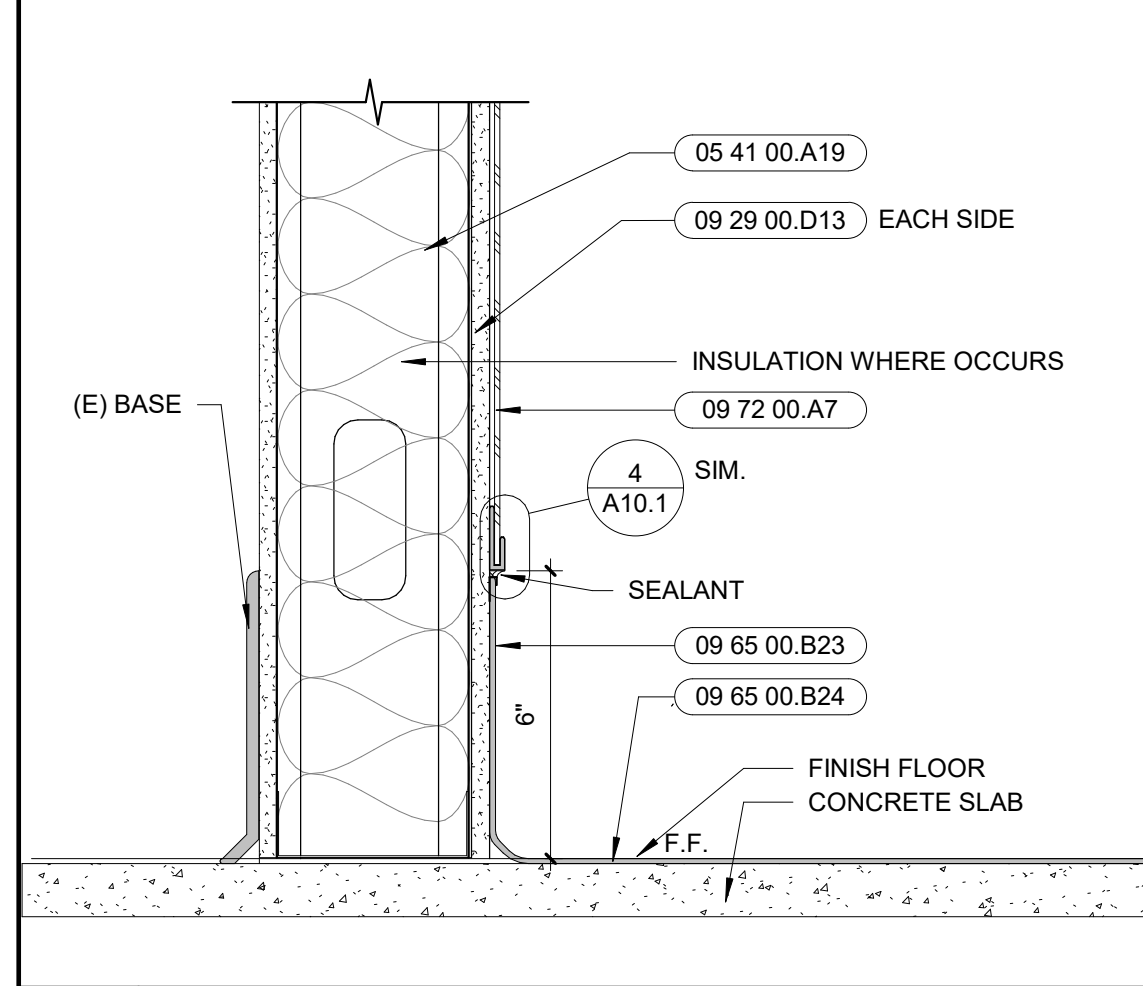 05 41 00.A19
09 29 00.D13 EACH SIDE
INSULATION WHERE OCCURS
(E) BASE
09 72 00.A7
4
A10.1
SIM.
SEALANT
09 65 00.B23
09 65 00.B24
6"
FINISH FLOOR
CONCRETE SLAB
F.F.